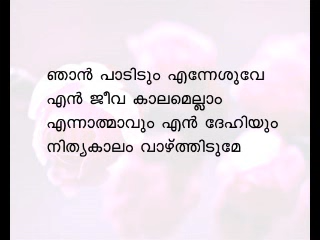 ഞാൻ പാടിടും എന്നേശുവേ
എൻ ജീവ കാലമെല്ലാം
എന്നാത്മാവും എൻ ദേഹിയും
നിത്യകാലം വാഴ്ത്തിടുമേ